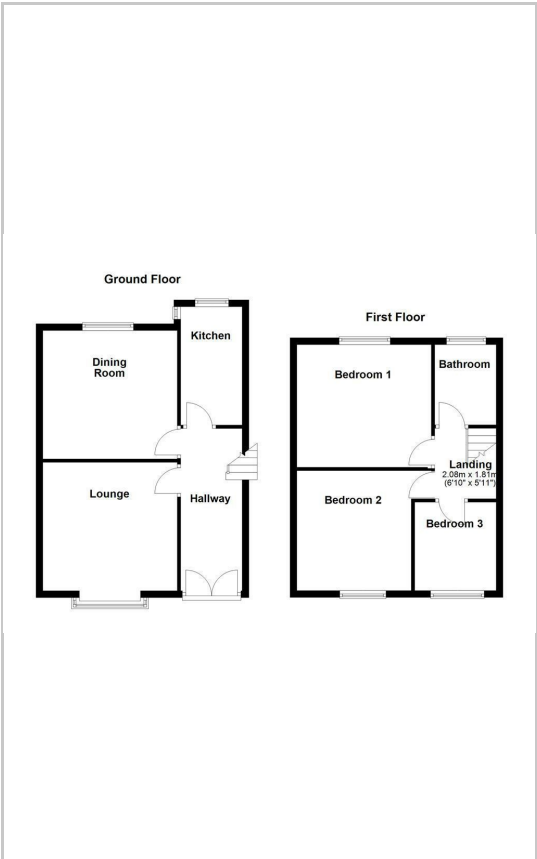 Ground Floor
Kitchen
Dining
Room
Lounge
Hallway
First Floor
Bedroom 1
Bathroom
Landing
2.08m x 1.81m
(6'10" x 5'11")
Bedroom 2
Bedroom 3